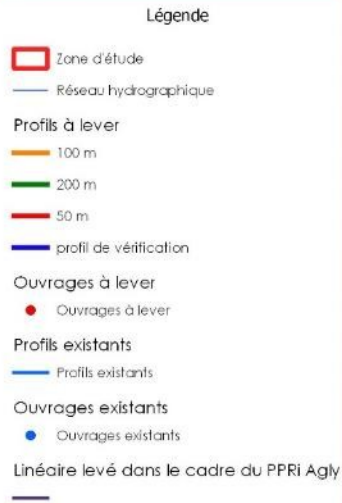 Légende
Zone d'étude
Réseau hydrographique
Profils à lever
100 m
200 m
50 m
profil de vérification
Ouvrages à lever
Ouvrages à lever
Profils existants
Profils existants
Ouvrages existants
Ouvrages existants
Linéaire levé dans le cadre du PPRi Agly